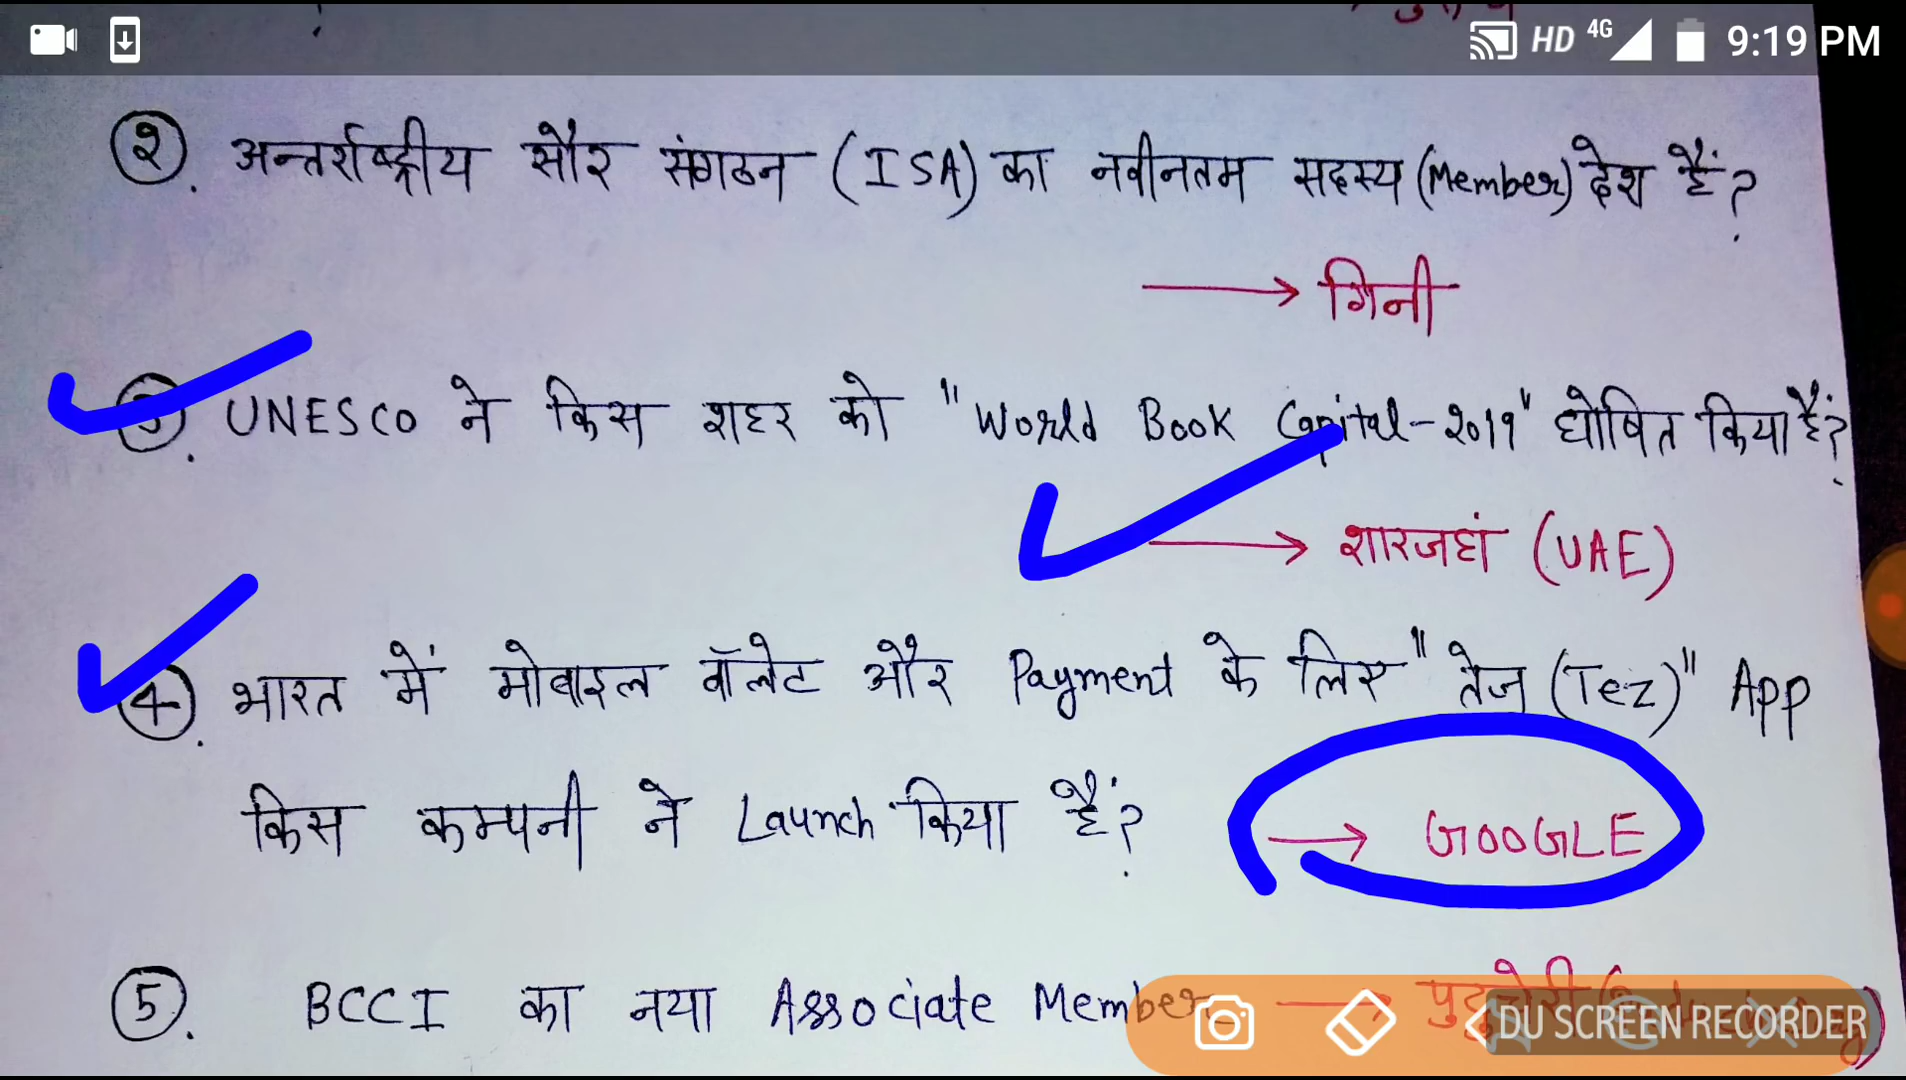 HD 4G 9:19 PM
२. अन्तर्राष्ट्रीय सौर संगठन (ISA) का नवीनतम सदस्य (Member) देश हैं?
→ गिनी
3. UNESCO ने किस शहर को "World Book Capital-2019" घोषित किया हैं?
→ शारजहां (UAE)
4. भारत में मोबाइल वॉलेट और Payment के लिए "तेज (Tez)" App
किस कम्पनी ने Launch किया हैं? → GOOGLE
5. BCCI का नया Associate Member → पुदुचेरी
DU SCREEN RECORDER